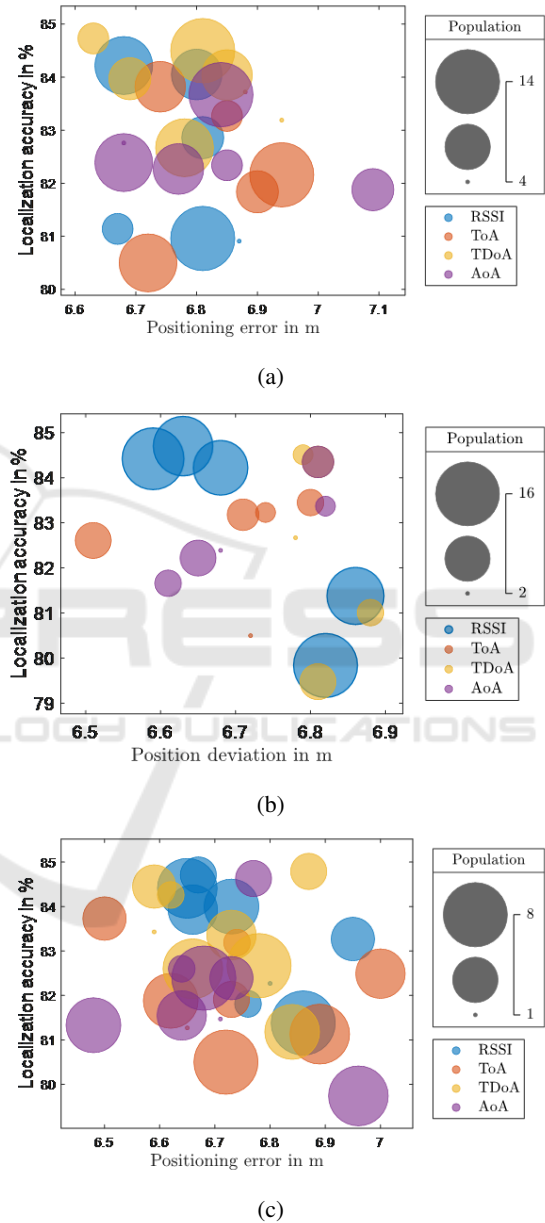 85
84
83
82
81
80
Localization accuracy in %
6.6 6.7 6.8 6.9 7 7.1
Positioning error in m
Population
14
4
RSSI
ToA
TDoA
AoA
(a)
85
84
83
82
81
80
79
Localization accuracy in %
6.5 6.6 6.7 6.8 6.9
Position deviation in m
Population
16
2
RSSI
ToA
TDoA
AoA
PRESS
LOGY PUBLICATIONS
(b)
85
84
83
82
81
80
Localization accuracy in %
6.5 6.6 6.7 6.8 6.9 7
Positioning error in m
Population
8
1
RSSI
ToA
TDoA
AoA
(c)